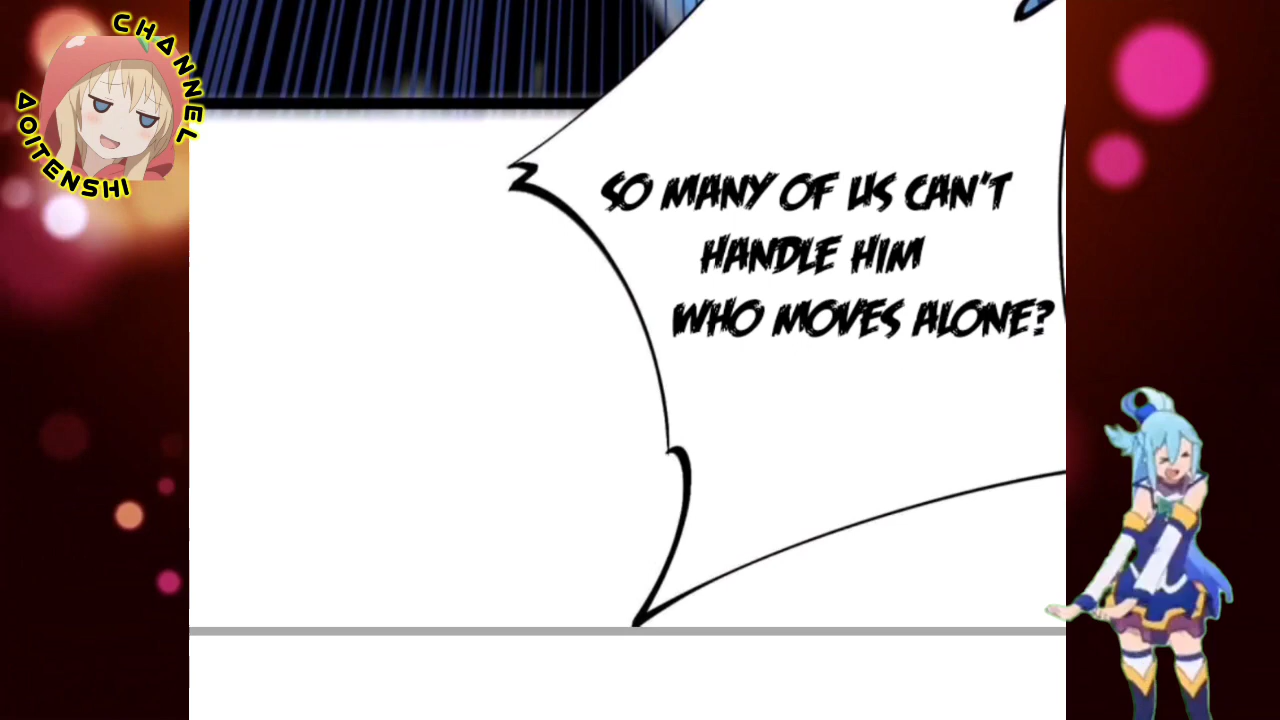 CHANNEL
AOITENSHI
SO MANY OF US CAN'T
HANDLE HIM
WHO MOVES ALONE?